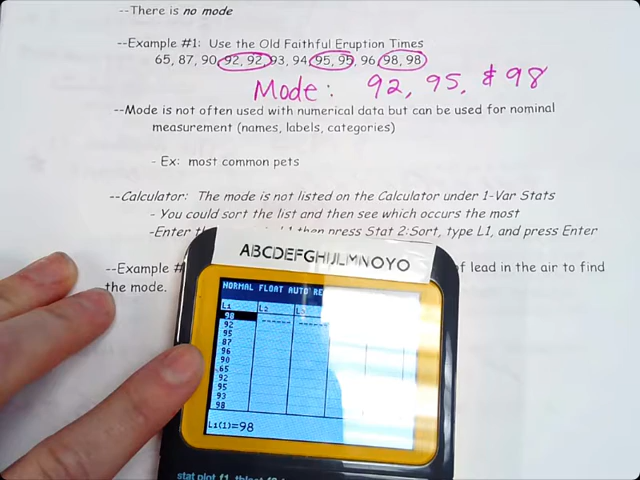 --There is no mode
--Example #1: Use the Old Faithful Eruption Times
65, 87, 90, 92, 92, 93, 94, 95, 95, 96, 98, 98
Mode: 92, 95, & 98
--Mode is not often used with numerical data but can be used for nominal
measurement (names, labels, categories)
- Ex: most common pets
--Calculator: The mode is not listed on the Calculator under 1-Var Stats
- You could sort the list and then see which occurs the most
-Enter then press Stat 2:Sort, type L1, and press Enter
--Example # of lead in the air to find
the mode.
ABCDEFGHIJLMNOYO
NORMAL FLOAT AUTO RE
L1 L2 L3
98
92
95
87
96
90
65
92
95
93
98
L1(1)=98
stat plot f1